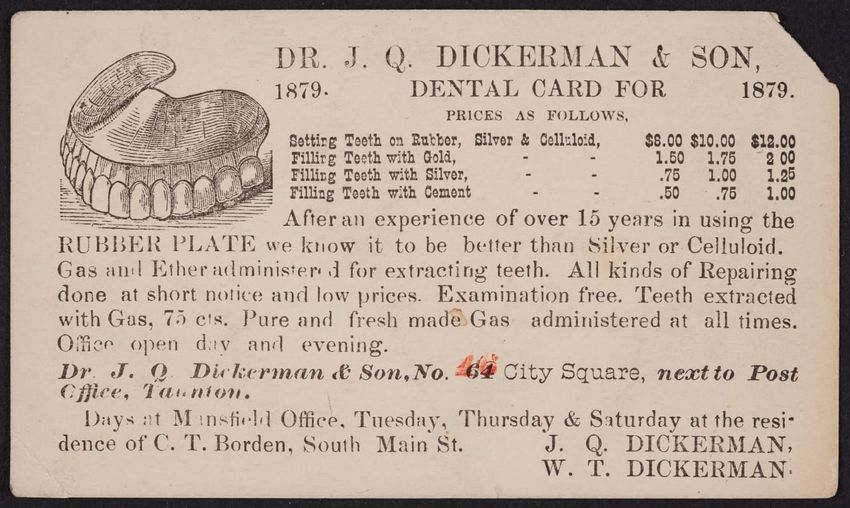 DR. J. Q. DICKERMAN & SON,
1879. DENTAL CARD FOR 1879.
PRICES AS FOLLOWS,
Setting Teeth on Rubber, Silver & Celluloid, $8.00 $10.00 $12.00
Filling Teeth with Gold, - - 1.50 1.75 2 00
Filling Teeth with Silver, - - .75 1.00 1.25
Filling Teeth with Cement - - .50 .75 1.00
After an experience of over 15 years in using the
RUBBER PLATE we know it to be better than Silver or Celluloid.
Gas and Ether administered for extracting teeth. All kinds of Repairing
done at short notice and low prices. Examination free. Teeth extracted
with Gas, 75 cts. Pure and fresh made Gas administered at all times.
Office open day and evening.
Dr. J. Q Dickerman & Son, No. 64 City Square, next to Post
Office, Taunton.
Days at Mansfield Office, Tuesday, Thursday & Saturday at the resi-
dence of C. T. Borden, South Main St. J. Q. DICKERMAN,
W. T. DICKERMAN.